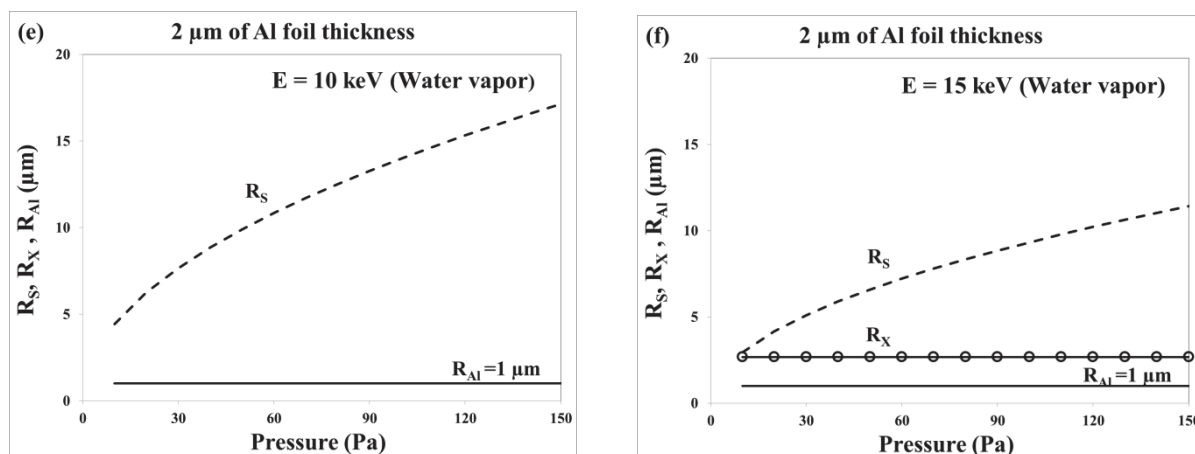 (e) 2 µm of Al foil thickness
20
E = 10 keV (Water vapor)
15
R_S
10
5
R_Al =1 µm
0
0 30 60 90 120 150
Pressure (Pa)
R_S, R_X , R_Al (µm)
(f) 2 µm of Al foil thickness
20
E = 15 keV (Water vapor)
15
10
R_S
5
R_X
R_Al=1 µm
0
0 30 60 90 120 150
Pressure (Pa)
R_S, R_X , R_Al (µm)